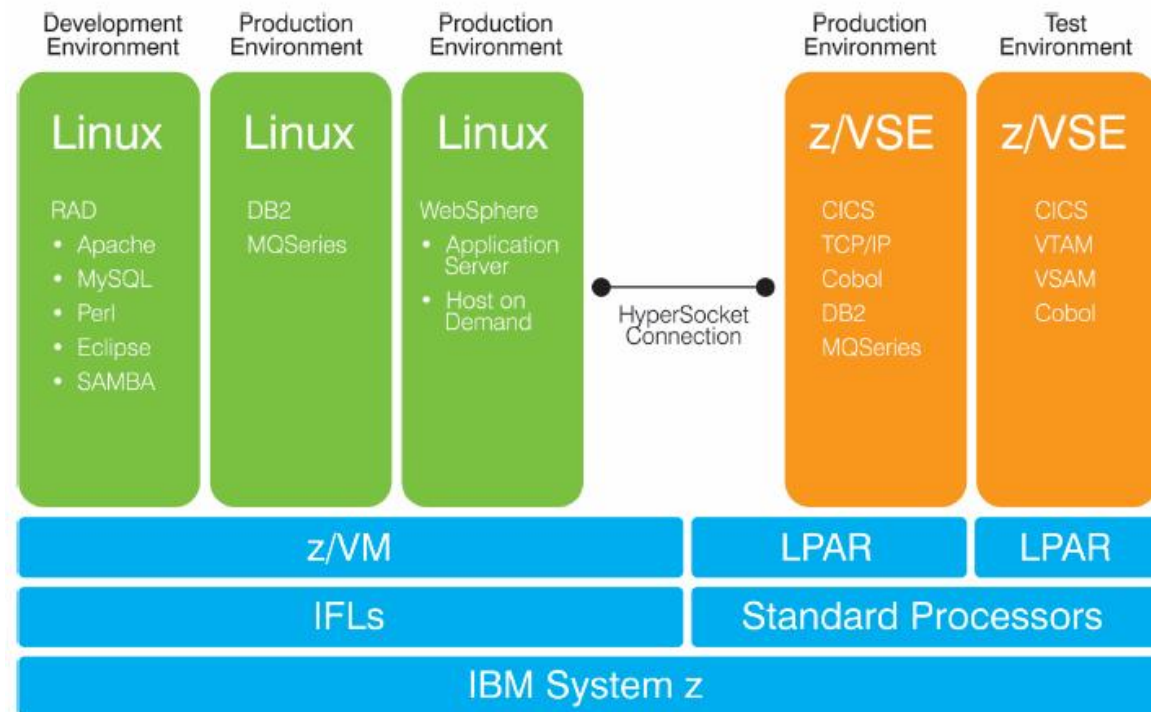 Development
Environment
Production
Environment
Production
Environment
Production
Environment
Test
Environment
Linux
RAD
• Apache
• MySQL
• Perl
• Eclipse
• SAMBA
Linux
DB2
MQSeries
Linux
WebSphere
• Application
Server
• Host on
Demand
HyperSocket
Connection
z/VSE
CICS
TCP/IP
Cobol
DB2
MQSeries
z/VSE
CICS
VTAM
VSAM
Cobol
z/VM
LPAR
LPAR
IFLs
Standard Processors
IBM System z